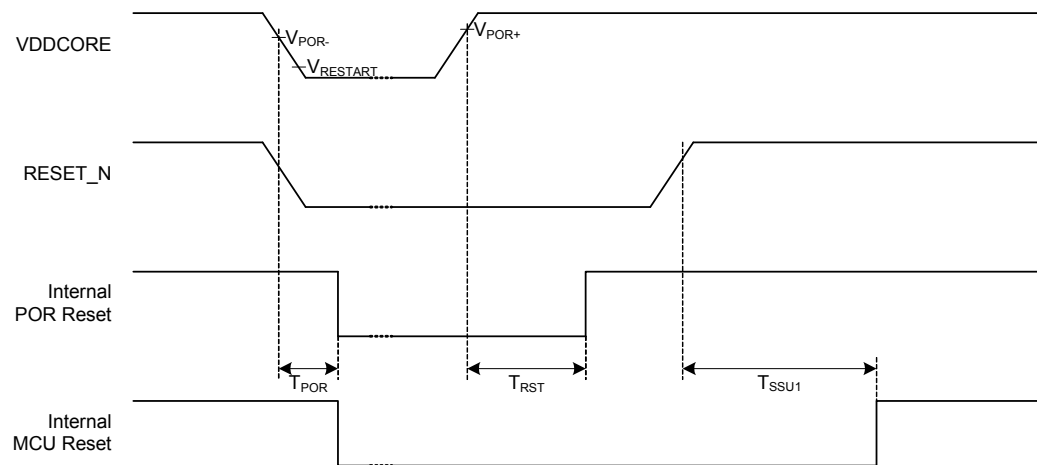 VDDCORE
VPOR-
VRESTART
VPOR+
RESET_N
Internal
POR Reset
TPOR
TRST
TSSU1
Internal
MCU Reset